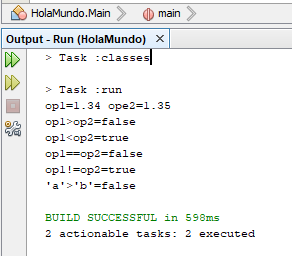 HolaMundo.Main main
Output - Run (HolaMundo) ×
> Task :classes
> Task :run
op1=1.34 ope2=1.35
op1>op2=false
op1<op2=true
op1==op2=false
op1!=op2=true
'a'>'b'=false
BUILD SUCCESSFUL in 598ms
2 actionable tasks: 2 executed